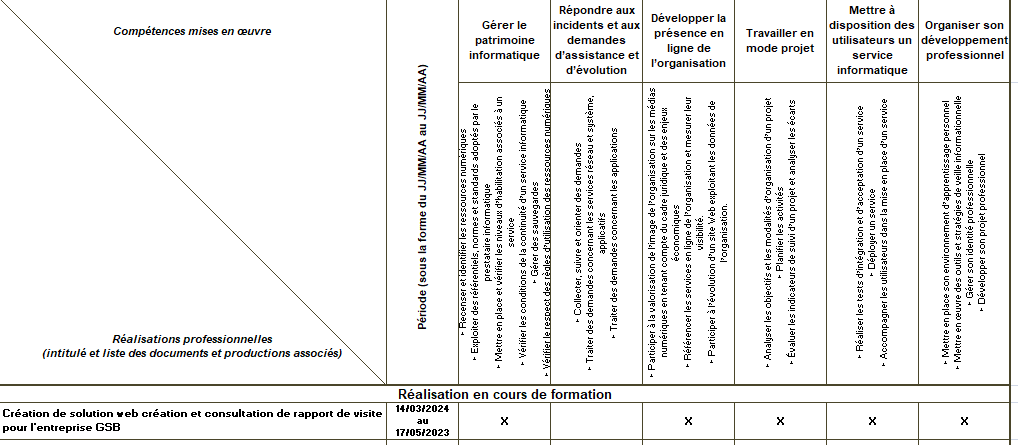 Compétences mises en œuvre
Réalisations professionnelles
(intitulé et liste des documents et productions associés)
Période (sous la forme du JJ/MM/AA au JJ/MM/AA)
Gérer le
patrimoine
informatique
Répondre aux
incidents et aux
demandes
d'assistance et
d'évolution
Développer la
présence en
ligne de
l'organisation
Travailler en
mode projet
Mettre à
disposition des
utilisateurs un
service
informatique
Organiser son
développement
professionnel
‣ Recenser et identifier les ressources numériques
‣ Exploiter des référentiels, normes et standards adoptés par le
prestataire informatique
‣ Mettre en place et vérifier les niveaux d'habilitation associés à un
service
‣ Vérifier les conditions de la continuité d'un service informatique
‣ Gérer des sauvegardes
‣ Vérifier le respect des règles d'utilisation des ressources numériques
‣ Collecter, suivre et orienter des demandes
‣ Traiter des demandes concernant les services réseau et système,
applicatifs
‣ Traiter des demandes concernant les applications
‣ Participer à la valorisation de l'image de l'organisation sur les médias
numériques en tenant compte du cadre juridique et des enjeux
économiques
‣ Référencer les services en ligne de l'organisation et mesurer leur
visibilité.
‣ Participer à l'évolution d'un site Web exploitant les données de
l'organisation.
‣ Analyser les objectifs et les modalités d'organisation d'un projet
‣ Planifier les activités
‣ Évaluer les indicateurs de suivi d'un projet et analyser les écarts
‣ Réaliser les tests d'intégration et d'acceptation d'un service
‣ Déployer un service
‣ Accompagner les utilisateurs dans la mise en place d'un service
‣ Mettre en place son environnement d'apprentissage personnel
‣ Mettre en œuvre des outils et stratégies de veille informationnelle
‣ Gérer son identité professionnelle
‣ Développer son projet professionnel
Réalisation en cours de formation
Création de solution web création et consultation de rapport de visite
pour l'entreprise GSB
14/03/2024
au
17/05/2023
X X X X X